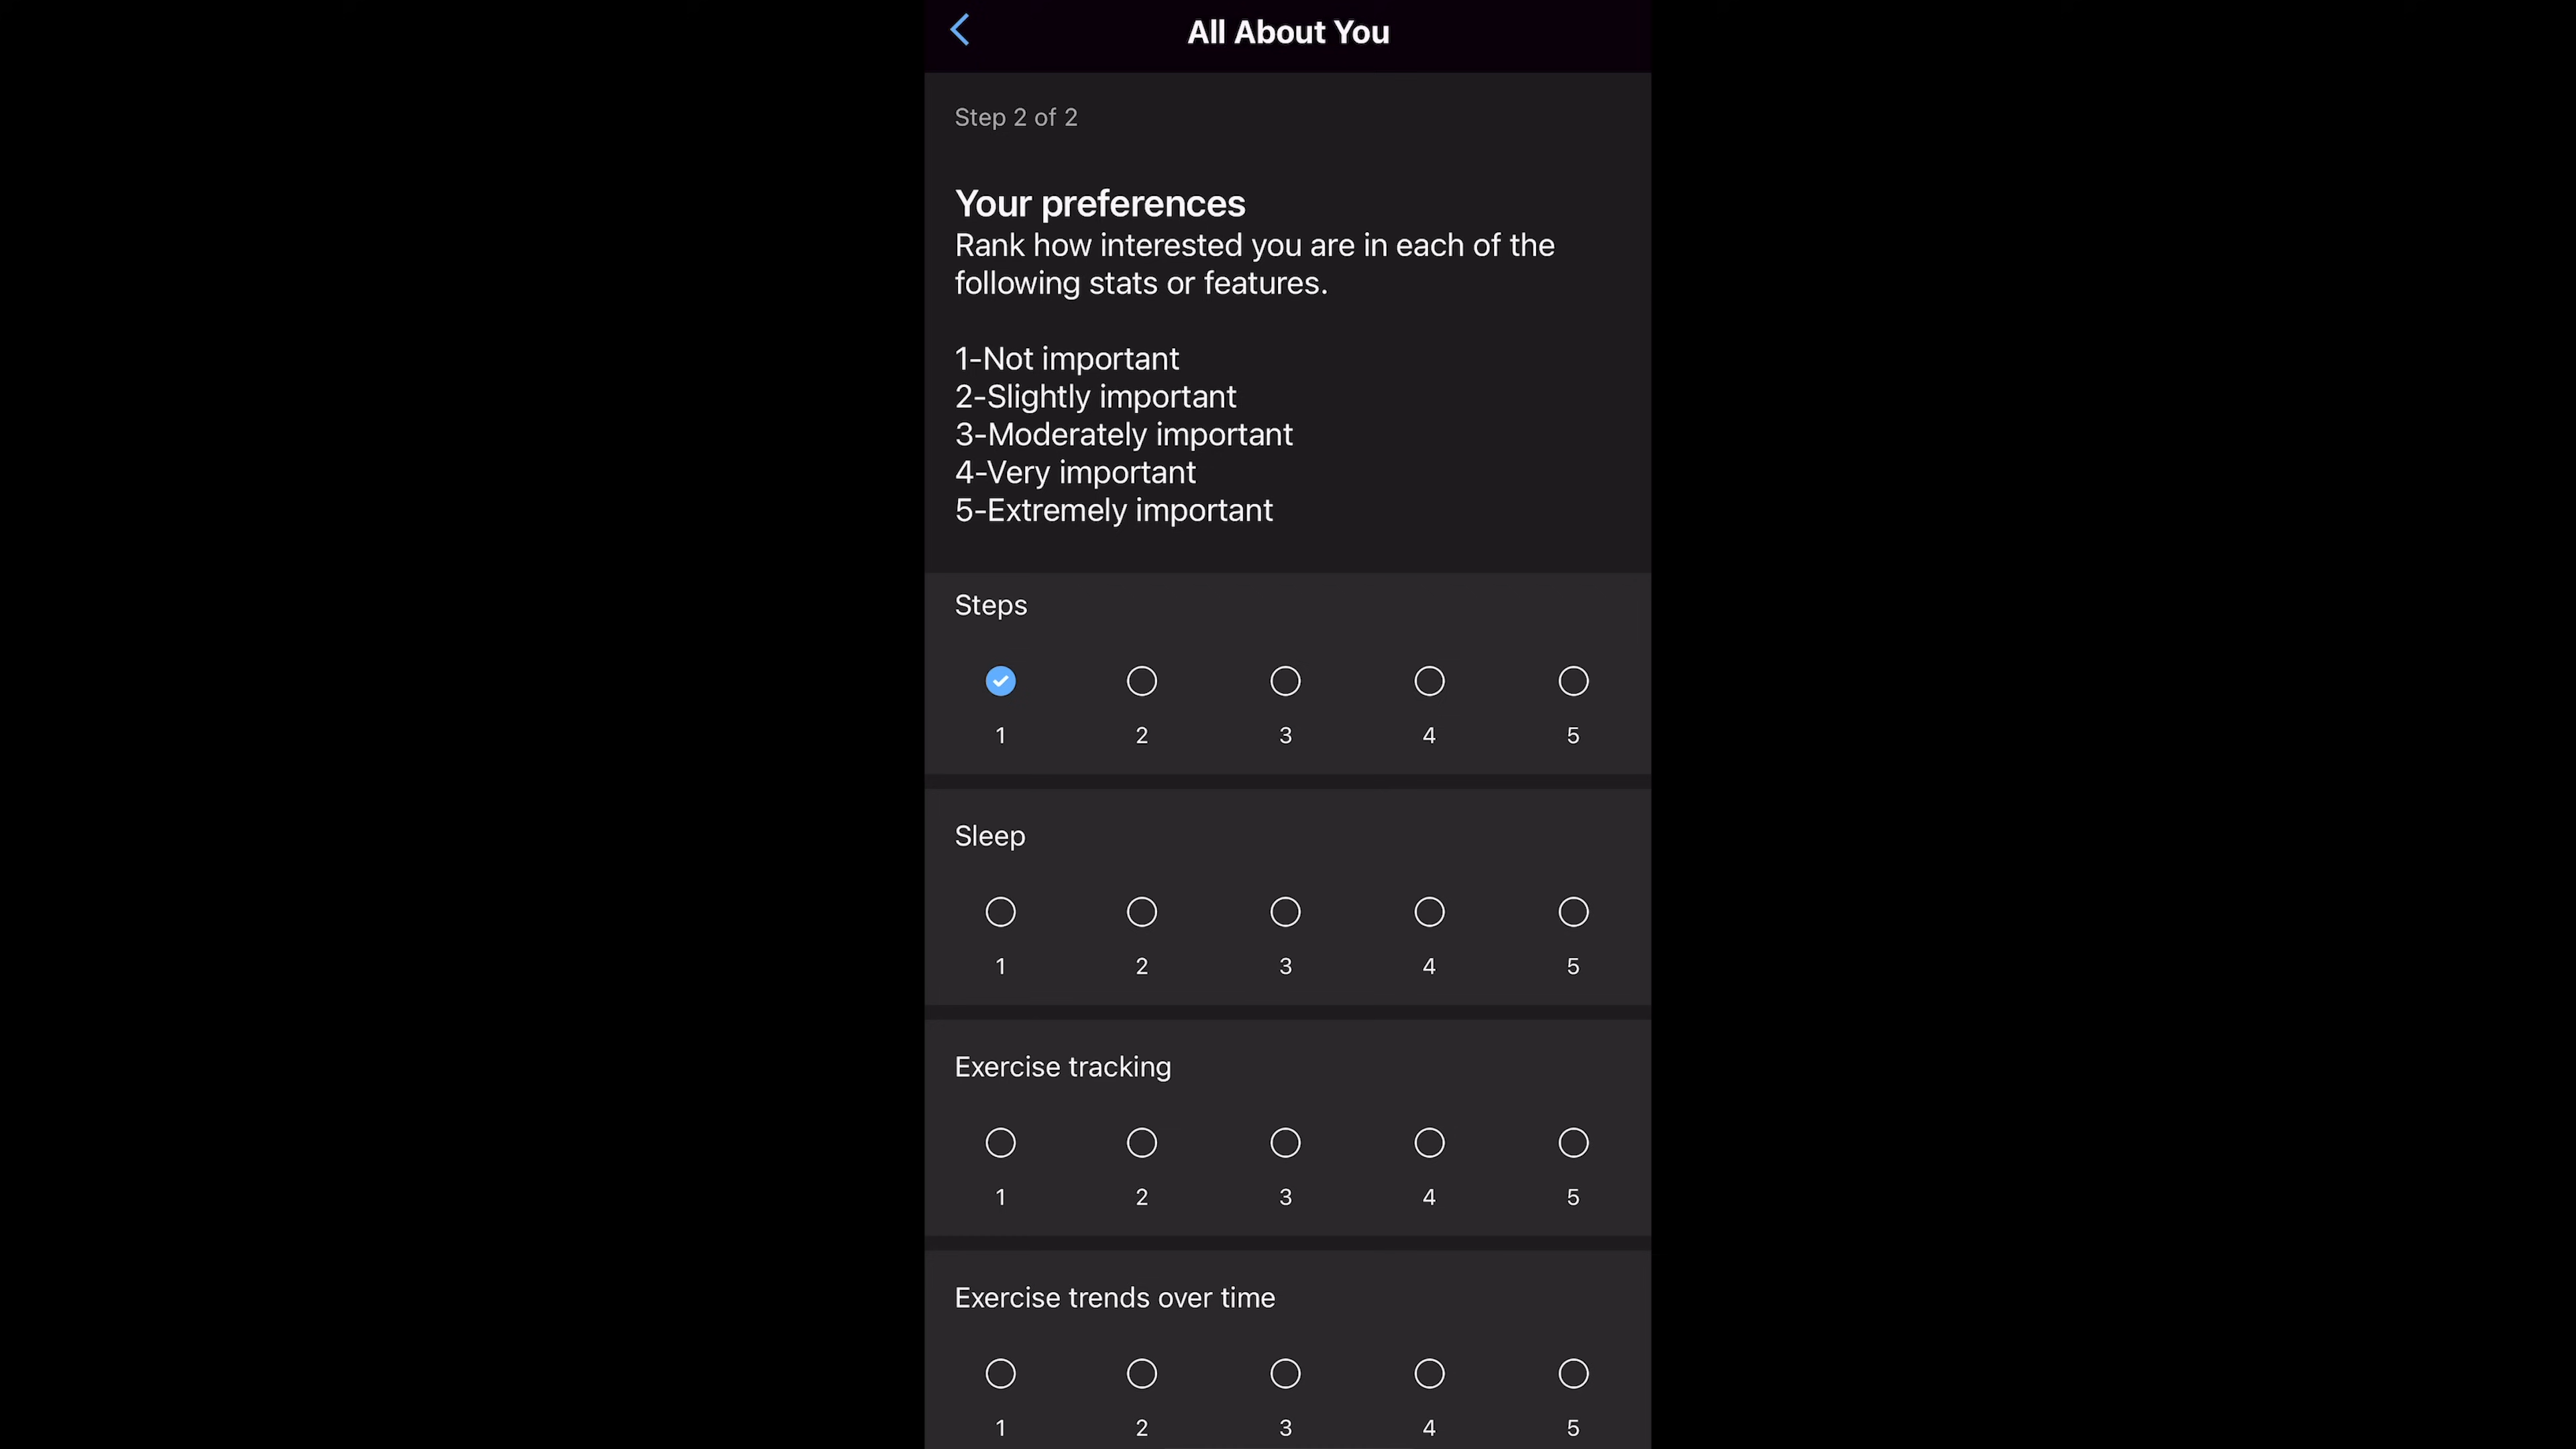 All About You
Step 2 of 2
Your preferences
Rank how interested you are in each of the
following stats or features.
1-Not important
2-Slightly important
3-Moderately important
4-Very important
5-Extremely important
Steps
1 2 3 4 5
Sleep
1 2 3 4 5
Exercise tracking
1 2 3 4 5
Exercise trends over time
1 2 3 4 5